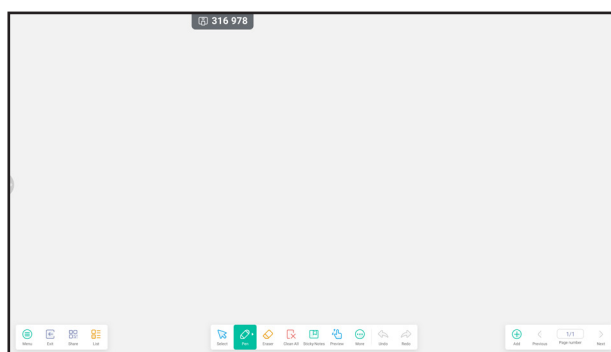 316 978
Menu Exit Share List
Select Pen Eraser Clean All Sticky Notes Preview More Undo Redo
Add Previous 1/1 Page number Next